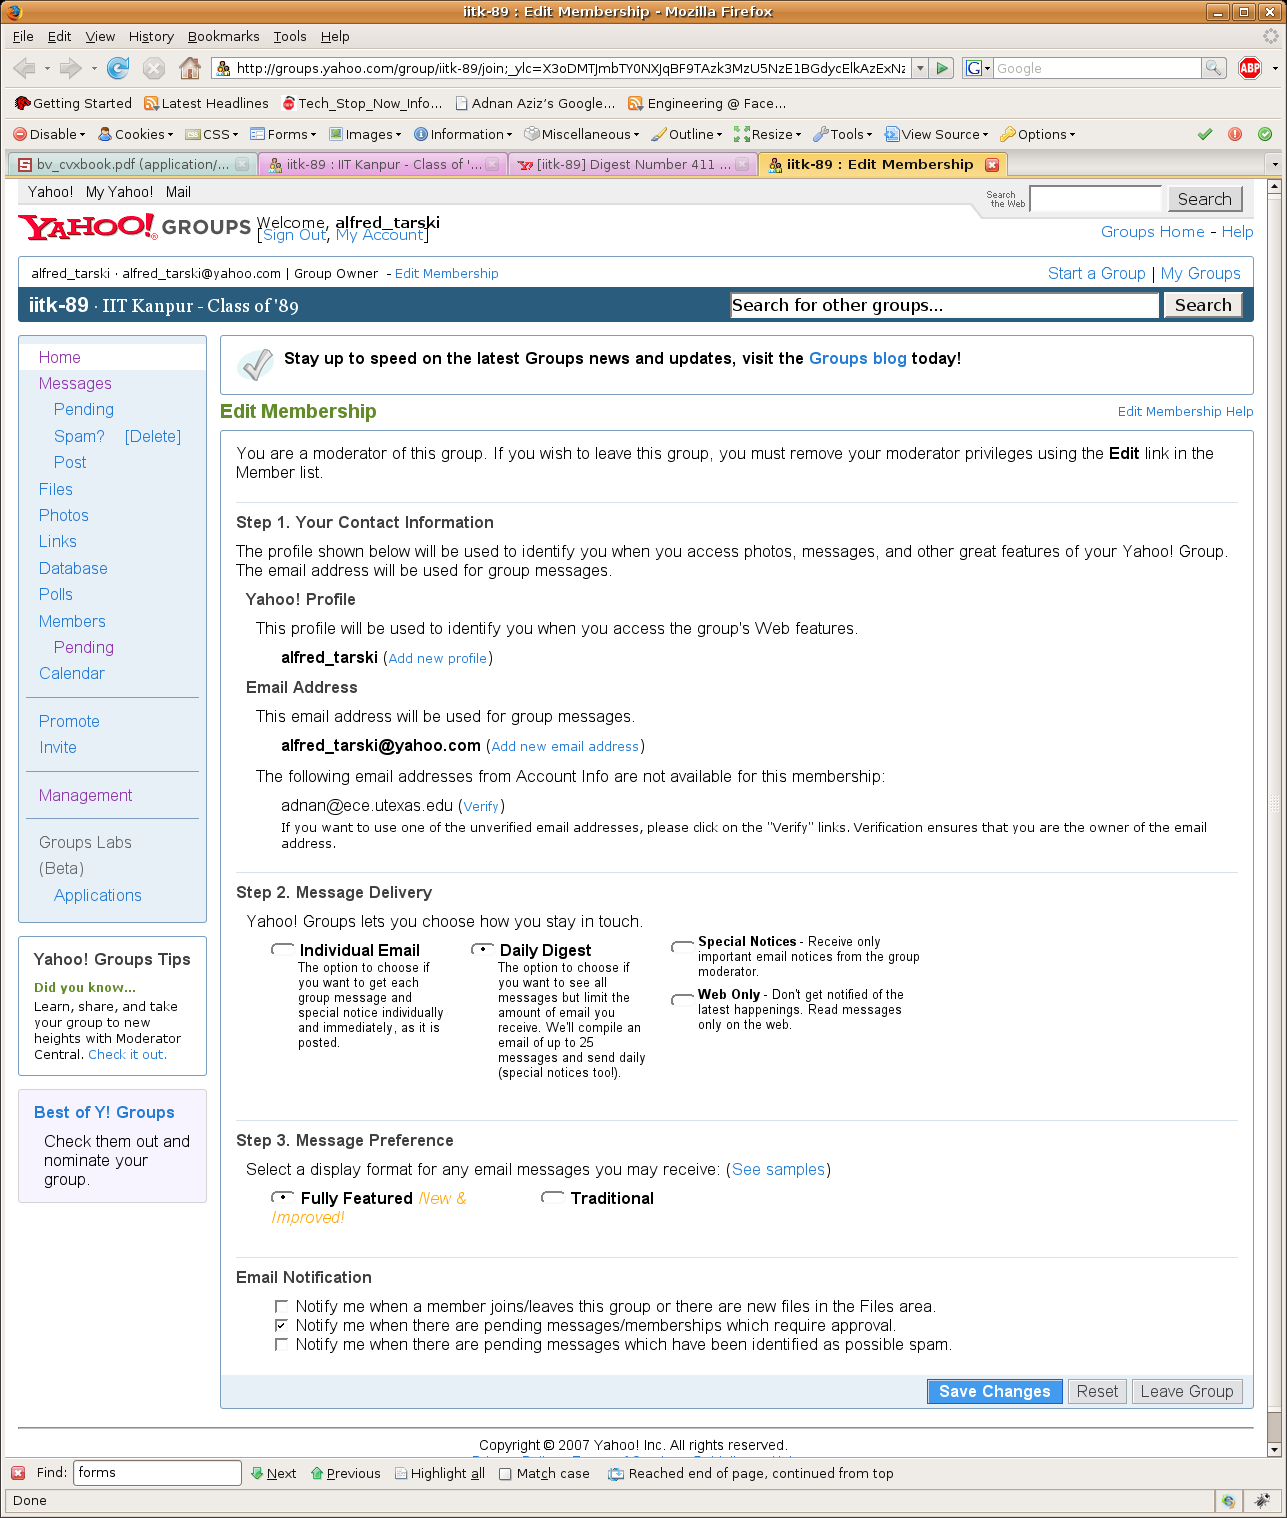 iitk-89 : Edit Membership - Mozilla Firefox
File Edit View History Bookmarks Tools Help
http://groups.yahoo.com/group/iitk-89/join;_ylc=X3oDMTJmbTY0NXJqBF9TAzk3MzU5NzE1BGdycElkAzExNz
Google
ABP
Getting Started Latest Headlines Tech_Stop_Now_Info... Adnan Aziz's Google... Engineering @ Face...
Disable Cookies CSS Forms Images Information Miscellaneous Outline Resize Tools View Source Options
bv_cvxbook.pdf (application/... iitk-89 : IIT Kanpur - Class of '... [iitk-89] Digest Number 411 ... iitk-89 : Edit Membership
Yahoo! My Yahoo! Mail
Search the Web
Search
YAHOO! GROUPS
Welcome, alfred_tarski
[Sign Out, My Account]
Groups Home - Help
alfred_tarski · alfred_tarski@yahoo.com | Group Owner - Edit Membership
Start a Group | My Groups
iitk-89 · IIT Kanpur - Class of '89
Search for other groups...
Search
Home
Messages
Pending
Spam? [Delete]
Post
Files
Photos
Links
Database
Polls
Members
Pending
Calendar
Promote
Invite
Management
Groups Labs
(Beta)
Applications
Yahoo! Groups Tips
Did you know...
Learn, share, and take
your group to new
heights with Moderator
Central. Check it out.
Best of Y! Groups
Check them out and
nominate your
group.
Stay up to speed on the latest Groups news and updates, visit the Groups blog today!
Edit Membership
Edit Membership Help
You are a moderator of this group. If you wish to leave this group, you must remove your moderator privileges using the Edit link in the
Member list.
Step 1. Your Contact Information
The profile shown below will be used to identify you when you access photos, messages, and other great features of your Yahoo! Group.
The email address will be used for group messages.
Yahoo! Profile
This profile will be used to identify you when you access the group's Web features.
alfred_tarski (Add new profile)
Email Address
This email address will be used for group messages.
alfred_tarski@yahoo.com (Add new email address)
The following email addresses from Account Info are not available for this membership:
adnan@ece.utexas.edu (Verify)
If you want to use one of the unverified email addresses, please click on the "Verify" links. Verification ensures that you are the owner of the email
address.
Step 2. Message Delivery
Yahoo! Groups lets you choose how you stay in touch.
Individual Email
The option to choose if
you want to get each
group message and
special notice individually
and immediately, as it is
posted.
Daily Digest
The option to choose if
you want to see all
messages but limit the
amount of email you
receive. We'll compile an
email of up to 25
messages and send daily
(special notices too!).
Special Notices - Receive only
important email notices from the group
moderator.
Web Only - Don't get notified of the
latest happenings. Read messages
only on the web.
Step 3. Message Preference
Select a display format for any email messages you may receive: (See samples)
Fully Featured New &
Improved!
Traditional
Email Notification
Notify me when a member joins/leaves this group or there are new files in the Files area.
Notify me when there are pending messages/memberships which require approval.
Notify me when there are pending messages which have been identified as possible spam.
Save Changes Reset Leave Group
Copyright © 2007 Yahoo! Inc. All rights reserved.
Find: forms Next Previous Highlight all Match case Reached end of page, continued from top
Done